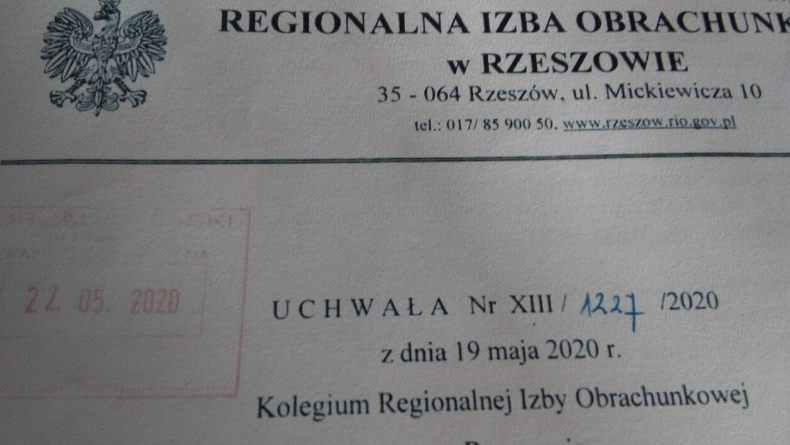 REGIONALNA IZBA
w RZESZOWIE
35 - 064 Rzeszów, ul. Mickiewicza 10
tel.: 017/ 85 900 50, www.rzeszow.rio.gov.pl
22. 05. 2020
UCHWAŁA Nr XIII / 1227 /2020
z dnia 19 maja 2020 r.
Kolegium Regionalnej Izby Obrachunkowej